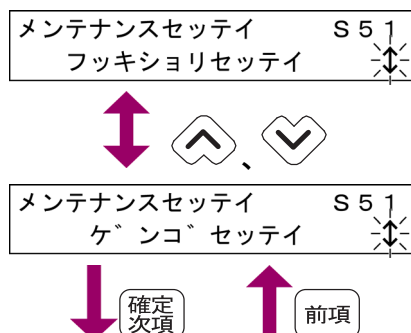 メンテナンスセッテイ　　Ｓ５１
フッキショリセッテイ
、
メンテナンスセッテイ　　Ｓ５１
ケ゛ンコ゛セッテイ
確定
次項
前項